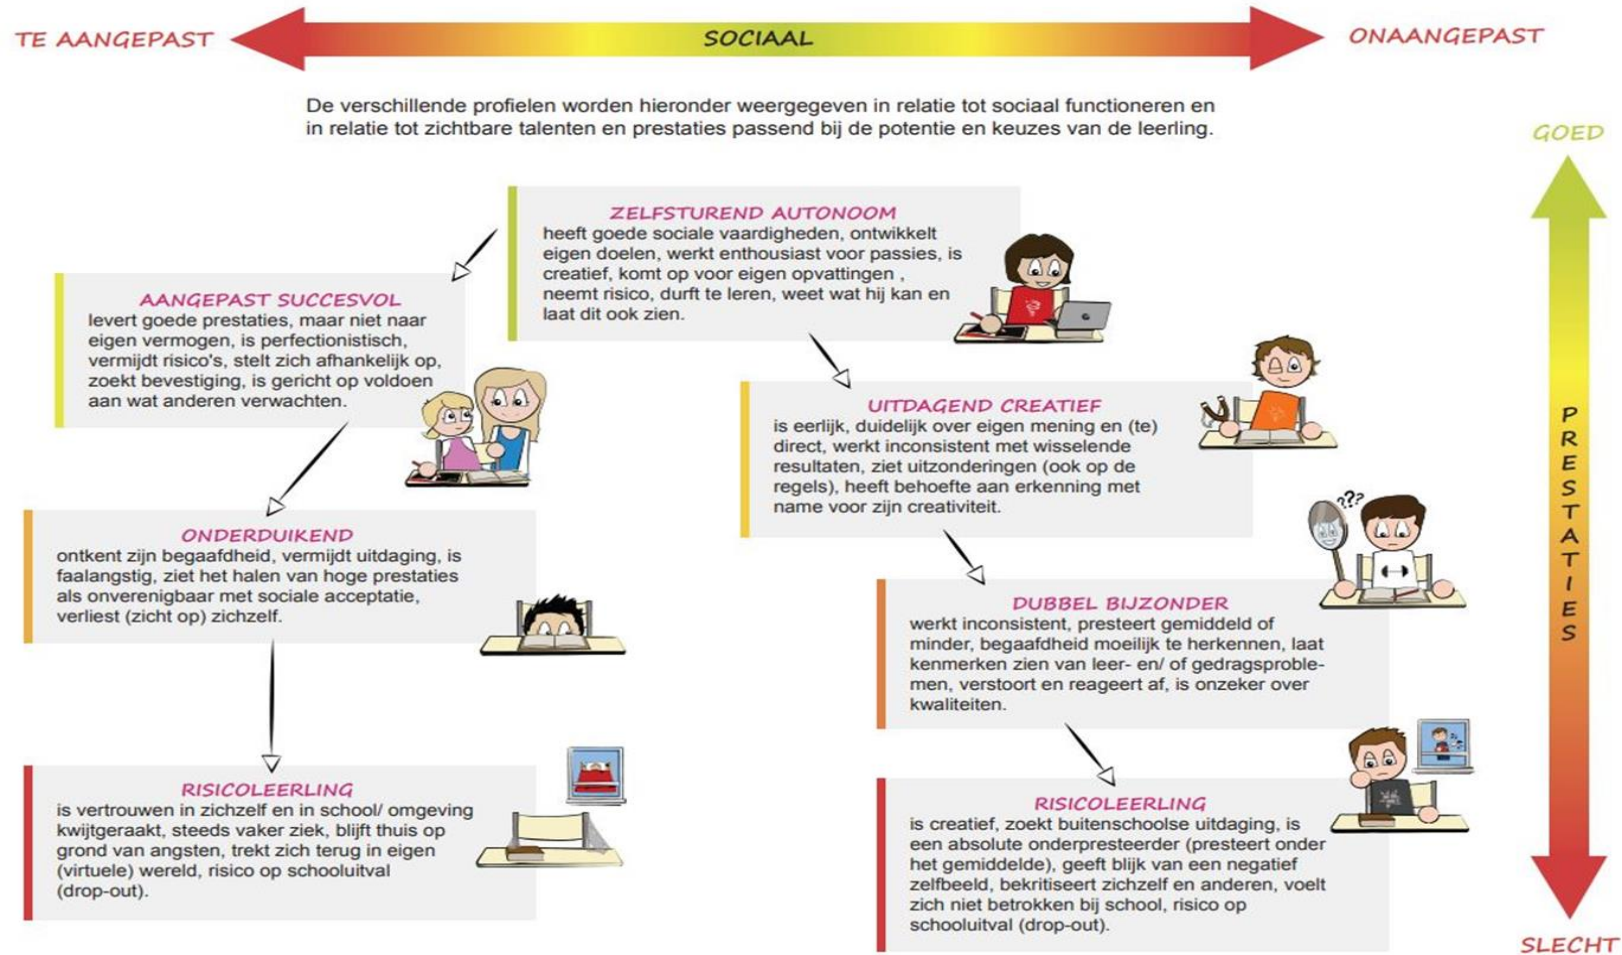 TE AANGEPAST
SOCIAAL
ONAANGEPAST
De verschillende profielen worden hieronder weergegeven in relatie tot sociaal functioneren en
in relatie tot zichtbare talenten en prestaties passend bij de potentie en keuzes van de leerling.
GOED
ZELFSTUREND AUTONOOM
heeft goede sociale vaardigheden, ontwikkelt
eigen doelen, werkt enthousiast voor passies, is
creatief, komt op voor eigen opvattingen ,
neemt risico, durft te leren, weet wat hij kan en
laat dit ook zien.
AANGEPAST SUCCESVOL
levert goede prestaties, maar niet naar
eigen vermogen, is perfectionistisch,
vermijdt risico's, stelt zich afhankelijk op,
zoekt bevestiging, is gericht op voldoen
aan wat anderen verwachten.
UITDAGEND CREATIEF
is eerlijk, duidelijk over eigen mening en (te)
direct, werkt inconsistent met wisselende
resultaten, ziet uitzonderingen (ook op de
regels), heeft behoefte aan erkenning met
name voor zijn creativiteit.
PRESTATIES
???
ONDERDUIKEND
ontkent zijn begaafdheid, vermijdt uitdaging, is
faalangstig, ziet het halen van hoge prestaties
als onverenigbaar met sociale acceptatie,
verliest (zicht op) zichzelf.
DUBBEL BIJZONDER
werkt inconsistent, presteert gemiddeld of
minder, begaafdheid moeilijk te herkennen, laat
kenmerken zien van leer- en/ of gedragsproble-
men, verstoort en reageert af, is onzeker over
kwaliteiten.
RISICOLEERLING
is vertrouwen in zichzelf en in school/ omgeving
kwijtgeraakt, steeds vaker ziek, blijft thuis op
grond van angsten, trekt zich terug in eigen
(virtuele) wereld, risico op schooluitval
(drop-out).
RISICOLEERLING
is creatief, zoekt buitenschoolse uitdaging, is
een absolute onderpresteerder (presteert onder
het gemiddelde), geeft blijk van een negatief
zelfbeeld, bekritiseert zichzelf en anderen, voelt
zich niet betrokken bij school, risico op
schooluitval (drop-out).
SLECHT